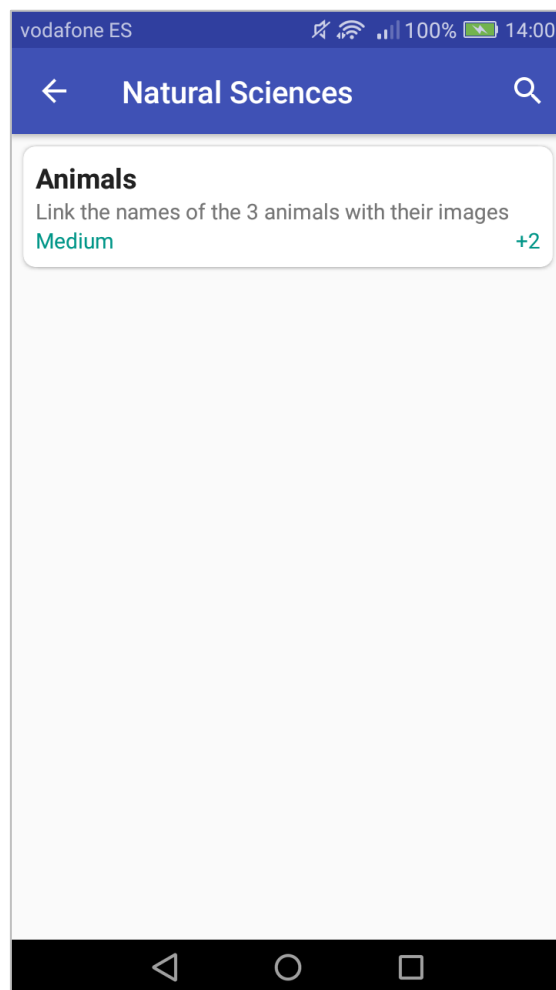 vodafone ES 100% 14:00
Natural Sciences
Animals
Link the names of the 3 animals with their images
Medium +2